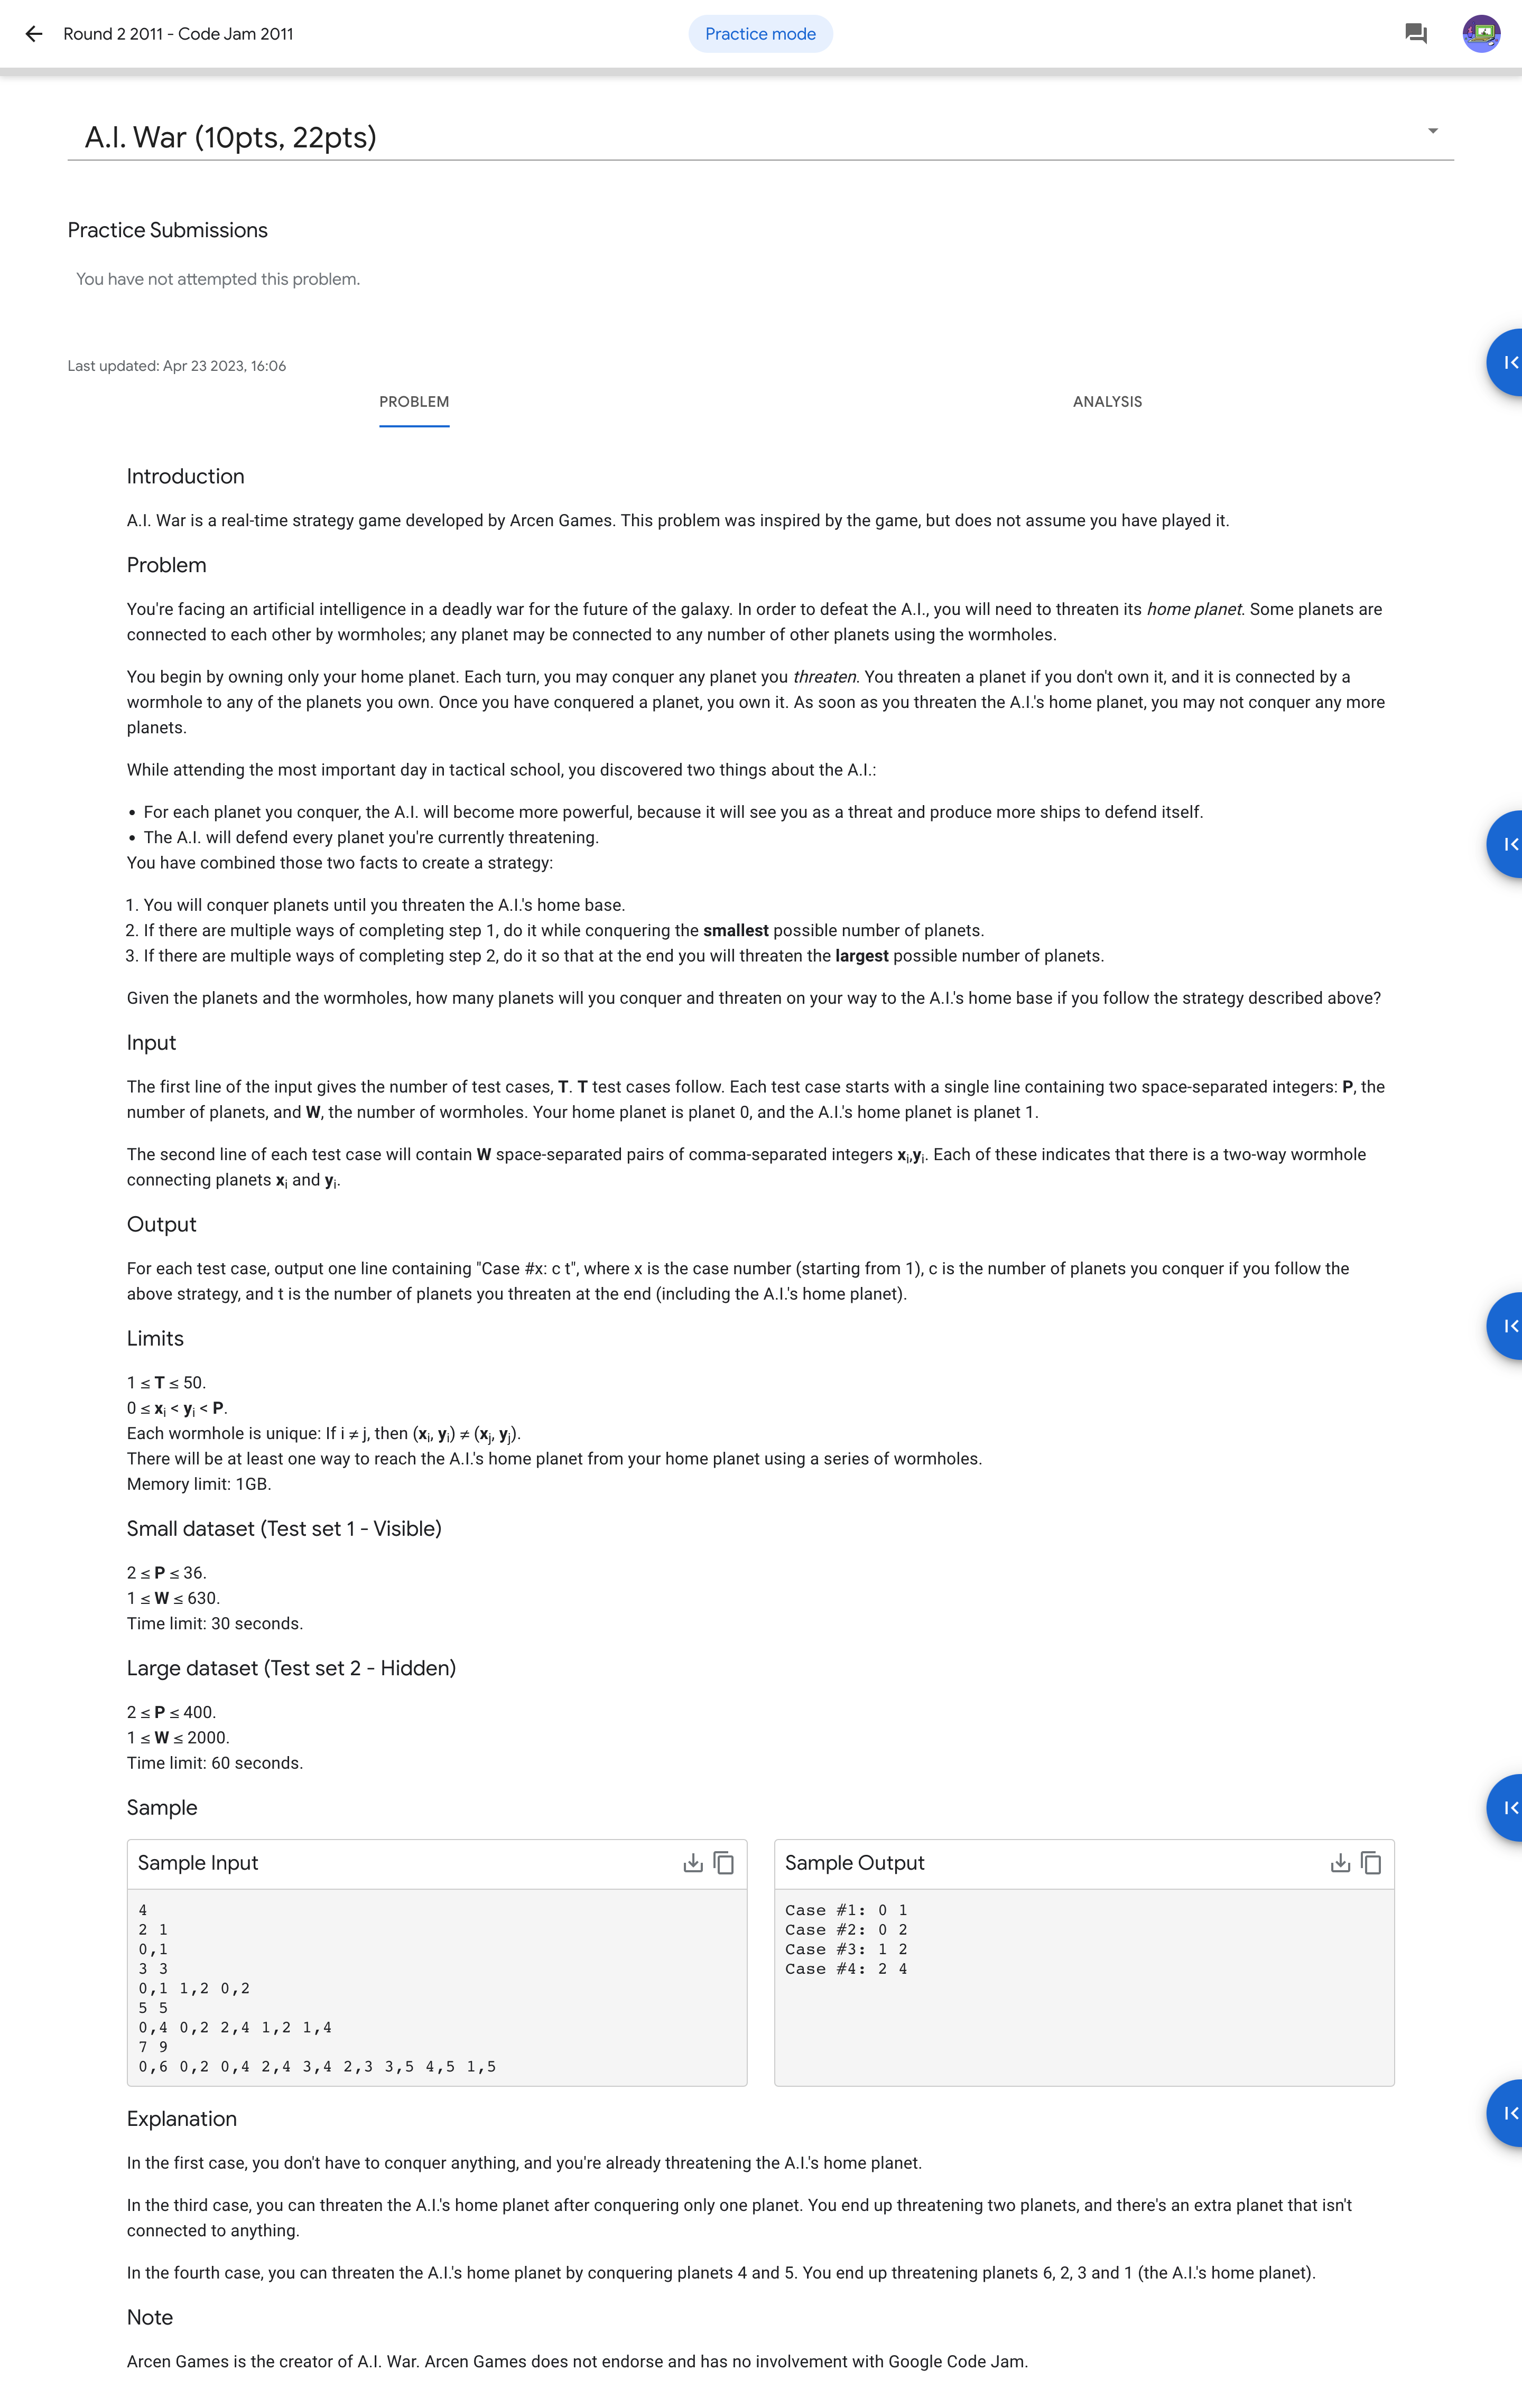 Round 2 2011 - Code Jam 2011
Practice mode
A.I. War (10pts, 22pts)
Practice Submissions
You have not attempted this problem.
Last updated: Apr 23 2023, 16:06
PROBLEM
ANALYSIS
Introduction
A.I. War is a real-time strategy game developed by Arcen Games. This problem was inspired by the game, but does not assume you have played it.
Problem
You're facing an artificial intelligence in a deadly war for the future of the galaxy. In order to defeat the A.I., you will need to threaten its home planet. Some planets are
connected to each other by wormholes; any planet may be connected to any number of other planets using the wormholes.
You begin by owning only your home planet. Each turn, you may conquer any planet you threaten. You threaten a planet if you don't own it, and it is connected by a
wormhole to any of the planets you own. Once you have conquered a planet, you own it. As soon as you threaten the A.I.'s home planet, you may not conquer any more
planets.
While attending the most important day in tactical school, you discovered two things about the A.I.:
• For each planet you conquer, the A.I. will become more powerful, because it will see you as a threat and produce more ships to defend itself.
• The A.I. will defend every planet you're currently threatening.
You have combined those two facts to create a strategy:
1. You will conquer planets until you threaten the A.I.'s home base.
2. If there are multiple ways of completing step 1, do it while conquering the smallest possible number of planets.
3. If there are multiple ways of completing step 2, do it so that at the end you will threaten the largest possible number of planets.
Given the planets and the wormholes, how many planets will you conquer and threaten on your way to the A.I.'s home base if you follow the strategy described above?
Input
The first line of the input gives the number of test cases, T. T test cases follow. Each test case starts with a single line containing two space-separated integers: P, the
number of planets, and W, the number of wormholes. Your home planet is planet 0, and the A.I.'s home planet is planet 1.
The second line of each test case will contain W space-separated pairs of comma-separated integers xi,yi. Each of these indicates that there is a two-way wormhole
connecting planets xi and yi.
Output
For each test case, output one line containing "Case #x: c t", where x is the case number (starting from 1), c is the number of planets you conquer if you follow the
above strategy, and t is the number of planets you threaten at the end (including the A.I.'s home planet).
Limits
1 ≤ T ≤ 50.
0 ≤ xi < yi < P.
Each wormhole is unique: If i ≠ j, then (xi, yi) ≠ (xj, yj).
There will be at least one way to reach the A.I.'s home planet from your home planet using a series of wormholes.
Memory limit: 1GB.
Small dataset (Test set 1 - Visible)
2 ≤ P ≤ 36.
1 ≤ W ≤ 630.
Time limit: 30 seconds.
Large dataset (Test set 2 - Hidden)
2 ≤ P ≤ 400.
1 ≤ W ≤ 2000.
Time limit: 60 seconds.
Sample
Sample Input
4
2 1
0,1
3 3
0,1 1,2 0,2
5 5
0,4 0,2 2,4 1,2 1,4
7 9
0,6 0,2 0,4 2,4 3,4 2,3 3,5 4,5 1,5
Sample Output
Case #1: 0 1
Case #2: 0 2
Case #3: 1 2
Case #4: 2 4
Explanation
In the first case, you don't have to conquer anything, and you're already threatening the A.I.'s home planet.
In the third case, you can threaten the A.I.'s home planet after conquering only one planet. You end up threatening two planets, and there's an extra planet that isn't
connected to anything.
In the fourth case, you can threaten the A.I.'s home planet by conquering planets 4 and 5. You end up threatening planets 6, 2, 3 and 1 (the A.I.'s home planet).
Note
Arcen Games is the creator of A.I. War. Arcen Games does not endorse and has no involvement with Google Code Jam.